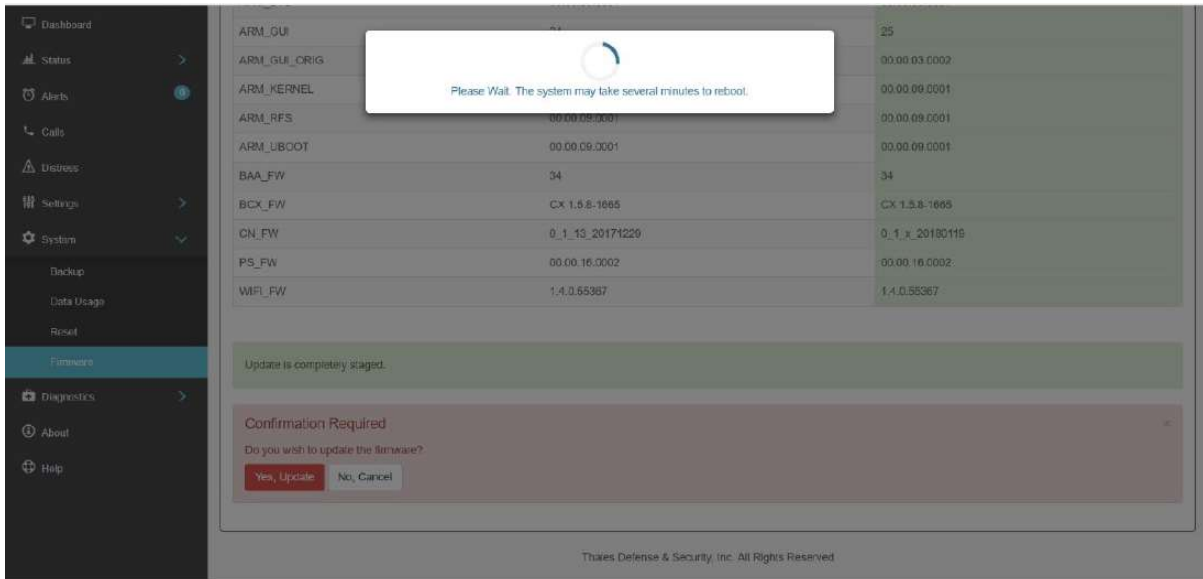 Dashboard
ARM_GUI 25
Status
ARM_GUI_ORIG 00.00.03.0002
Alerts 0
ARM_KERNEL Please Wait. The system may take several minutes to reboot. 00.00.09.0001
ARM_RFS 00.00.09.0001 00.00.09.0001
Calls
ARM_UBOOT 00.00.09.0001 00.00.09.0001
Distress
BAA_FW 34 34
Settings
BCX_FW CX 1.5.8-1665 CX 1.5.8-1665
System
CN_FW 0_1_13_20171229 0_1_x_20180119
PS_FW 00.00.16.0002 00.00.16.0002
Backup
WIFI_FW 1.4.0.55367 1.4.0.55367
Data Usage
Reset
Firmware
Update is completely staged.
Diagnostics
Confirmation Required ×
About
Do you wish to update the firmware?
Help
Yes, Update No, Cancel
Thales Defense & Security, Inc. All Rights Reserved